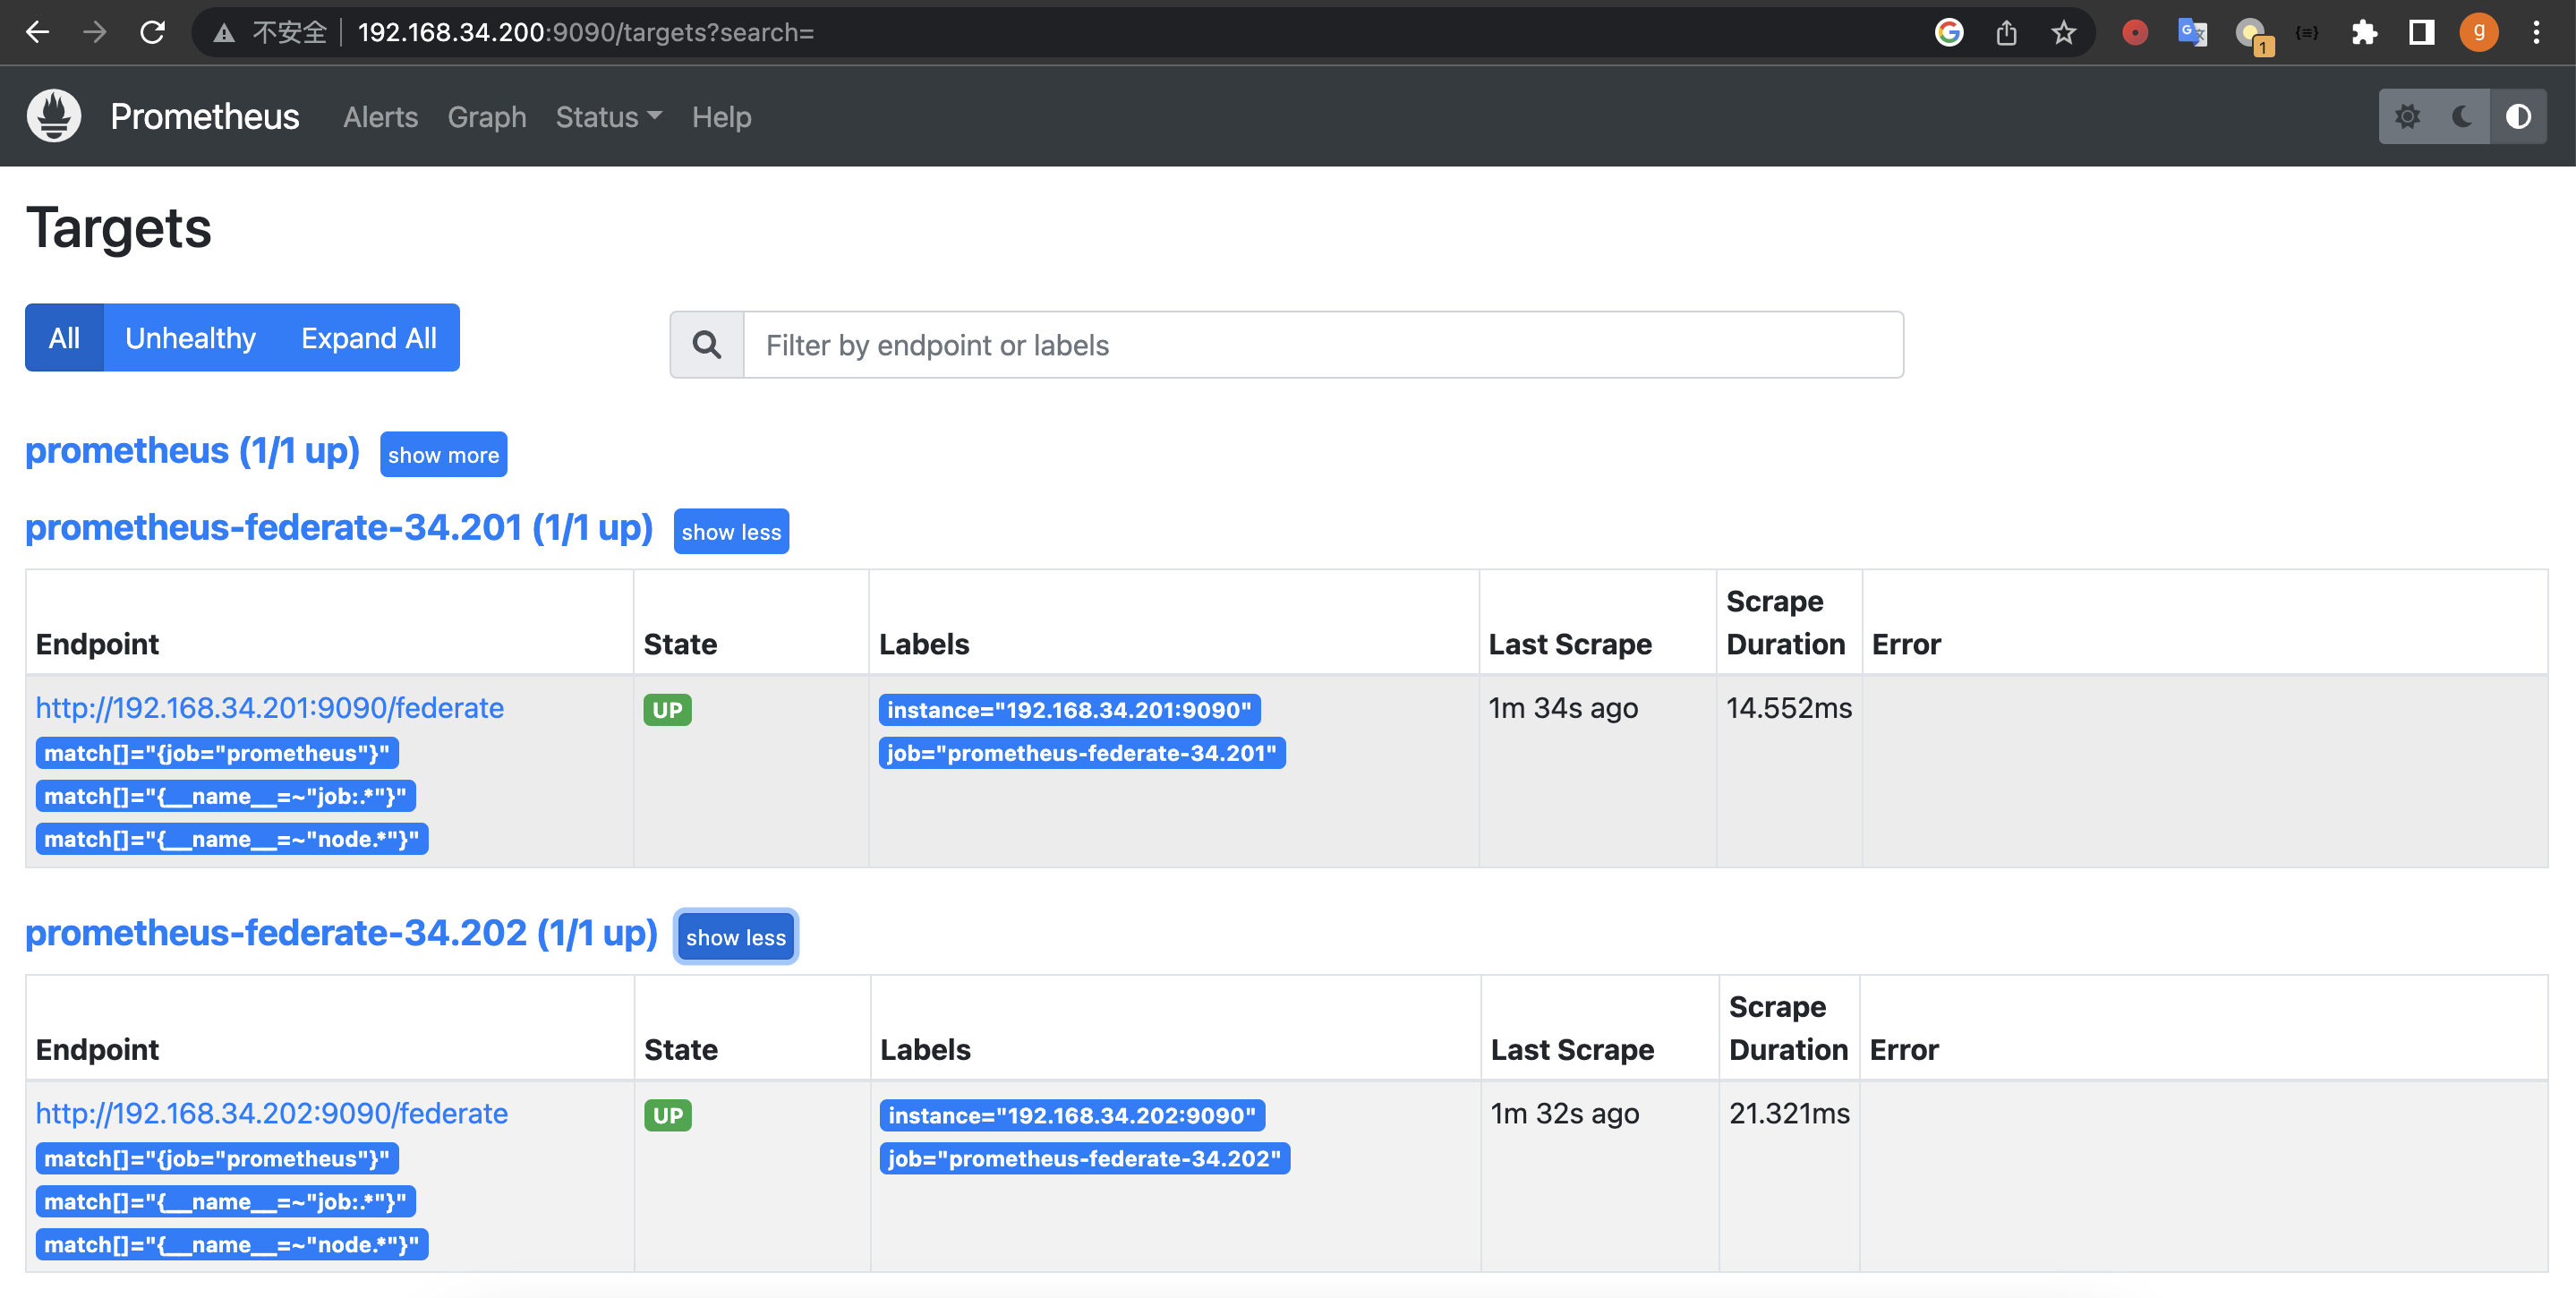 不安全 192.168.34.200:9090/targets?search=
1
g
Prometheus Alerts Graph Status Help
Targets
All Unhealthy Expand All Filter by endpoint or labels
prometheus (1/1 up) show more
prometheus-federate-34.201 (1/1 up) show less
Endpoint State Labels Last Scrape Scrape Duration Error
http://192.168.34.201:9090/federate UP instance="192.168.34.201:9090" 1m 34s ago 14.552ms
match[]="{job="prometheus"}" job="prometheus-federate-34.201"
match[]="{__name__=~"job:.*"}"
match[]="{__name__=~"node.*"}"
prometheus-federate-34.202 (1/1 up) show less
Endpoint State Labels Last Scrape Scrape Duration Error
http://192.168.34.202:9090/federate UP instance="192.168.34.202:9090" 1m 32s ago 21.321ms
match[]="{job="prometheus"}" job="prometheus-federate-34.202"
match[]="{__name__=~"job:.*"}"
match[]="{__name__=~"node.*"}"